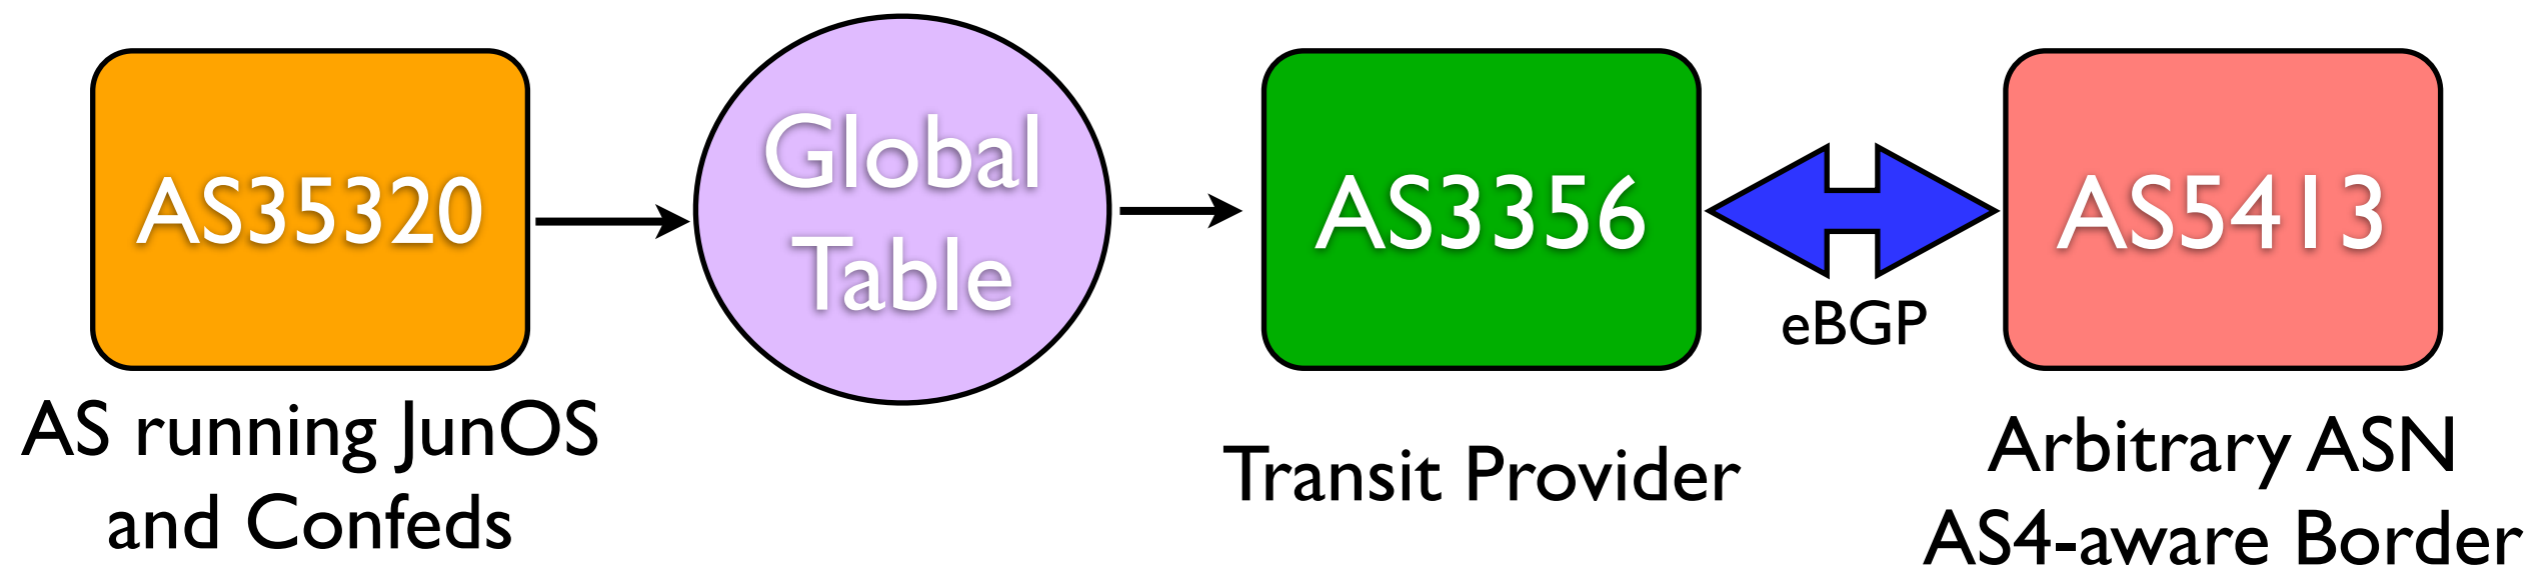 AS35320
Global
Table
AS3356
AS5413
eBGP
AS running JunOS
and Confeds
Transit Provider
Arbitrary ASN
AS4-aware Border